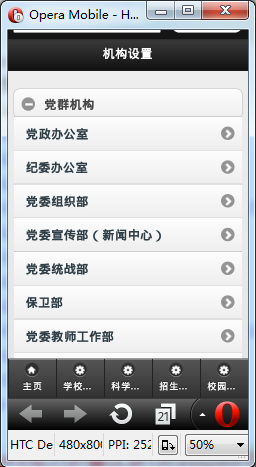 Opera Mobile - H...
机构设置
党群机构
党政办公室
纪委办公室
党委组织部
党委宣传部（新闻中心）
党委统战部
保卫部
党委教师工作部
主页 学校... 科学... 招生... 校园...
21
HTC De 480x800 PPI: 252 50%